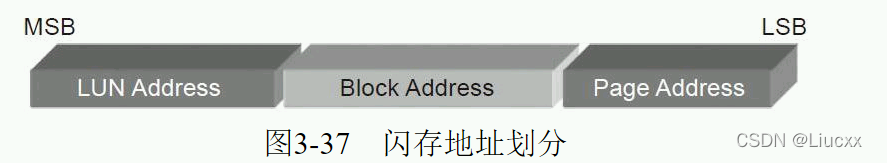 MSB LSB
LUN Address Block Address Page Address
图3-37 闪存地址划分
CSDN @Liucxx